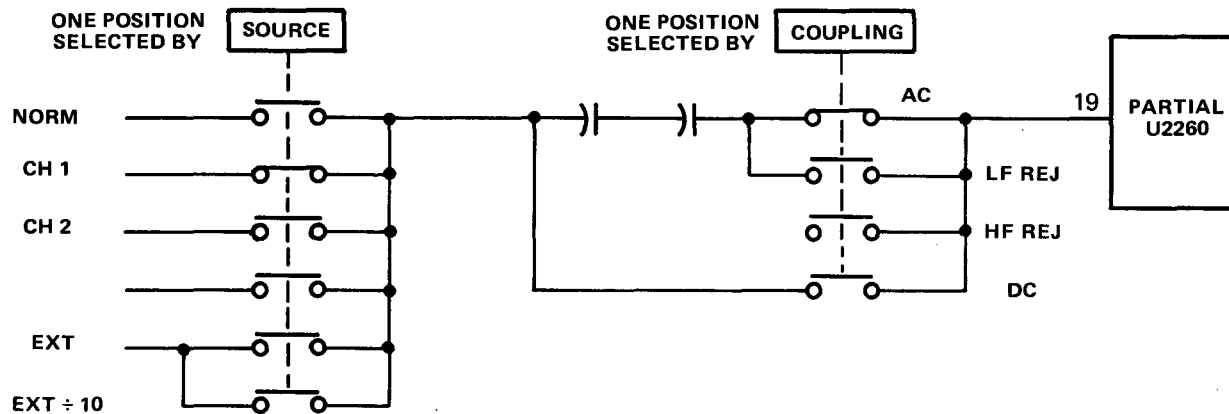 ONE POSITION
SELECTED BY
SOURCE
ONE POSITION
SELECTED BY
COUPLING
NORM
AC
19
PARTIAL
U2260
CH 1
LF REJ
CH 2
HF REJ
DC
EXT
EXT ÷ 10